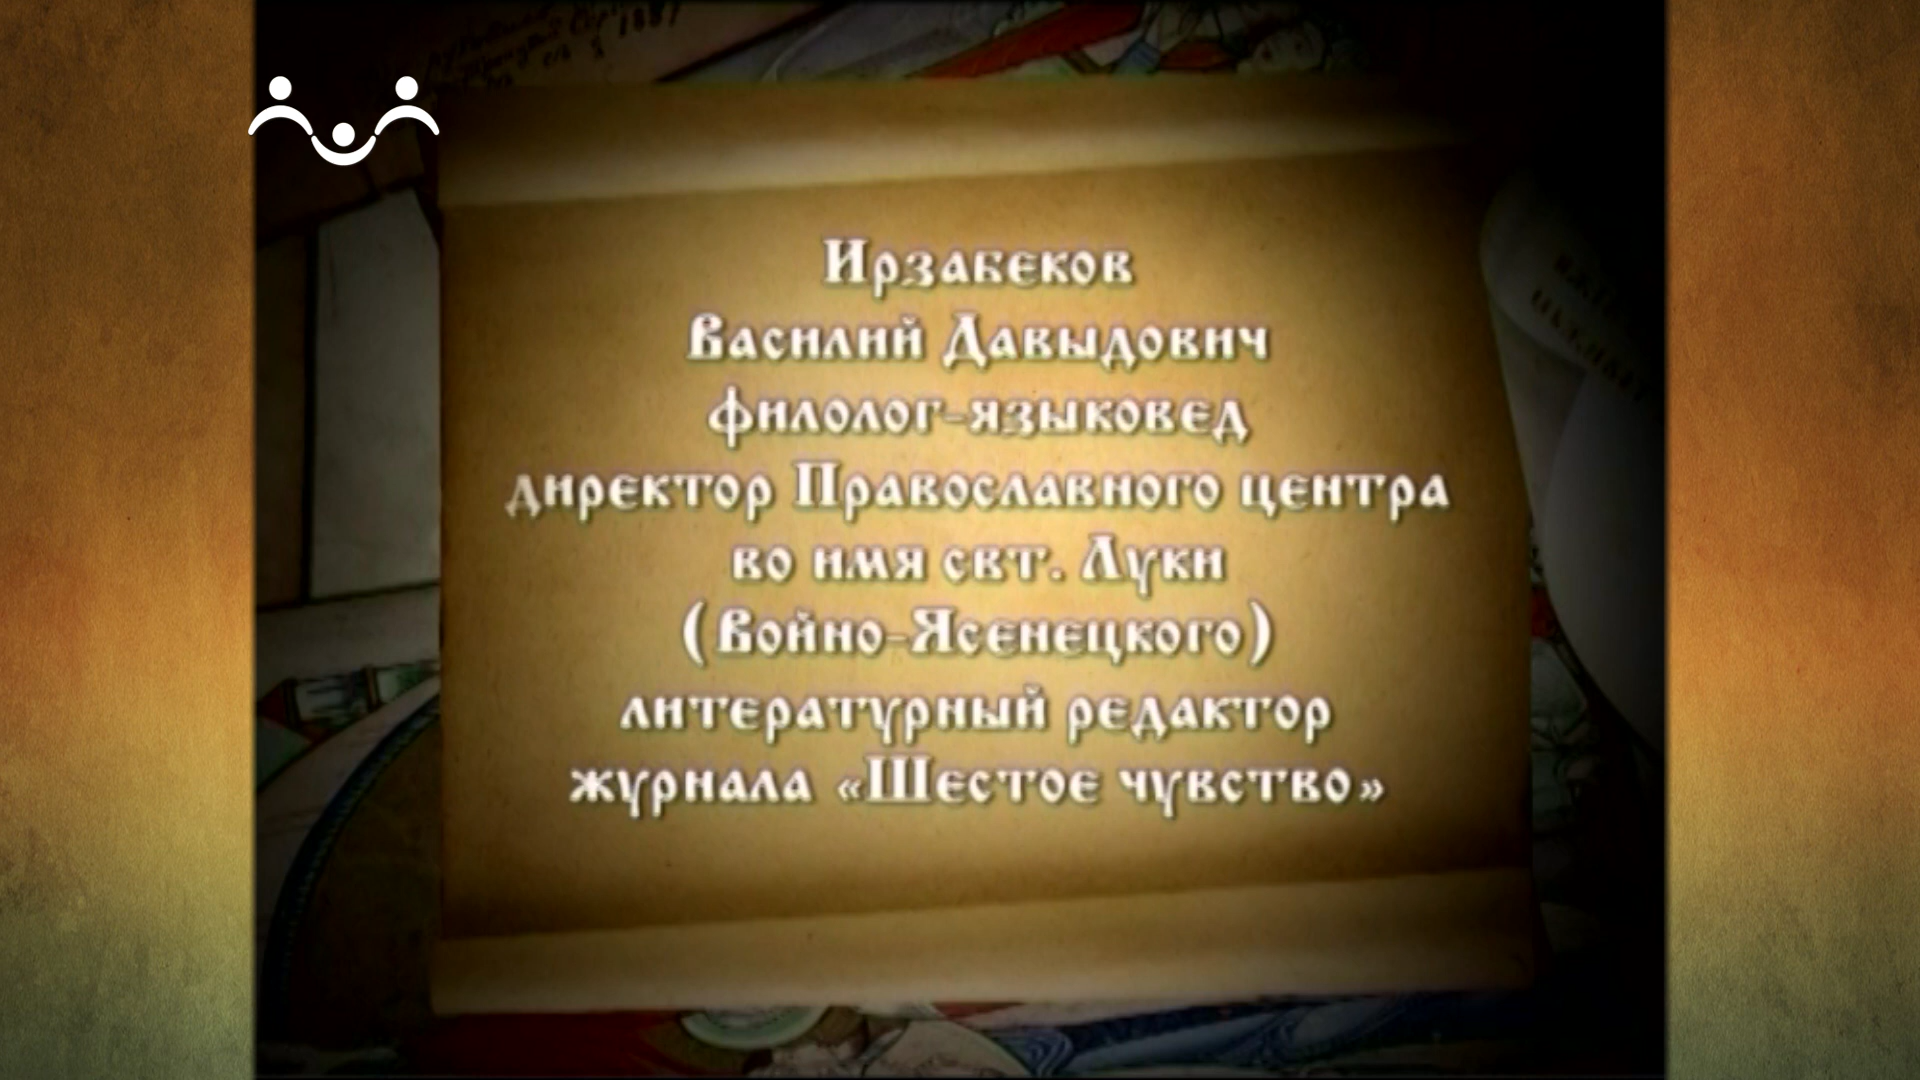 Ирзабеков
Василий Давыдович
филолог-языковед
директор Православного центра
во имя свт. Луки
(Войно-Ясенецкого)
литературный редактор
журнала «Шестое чувство»